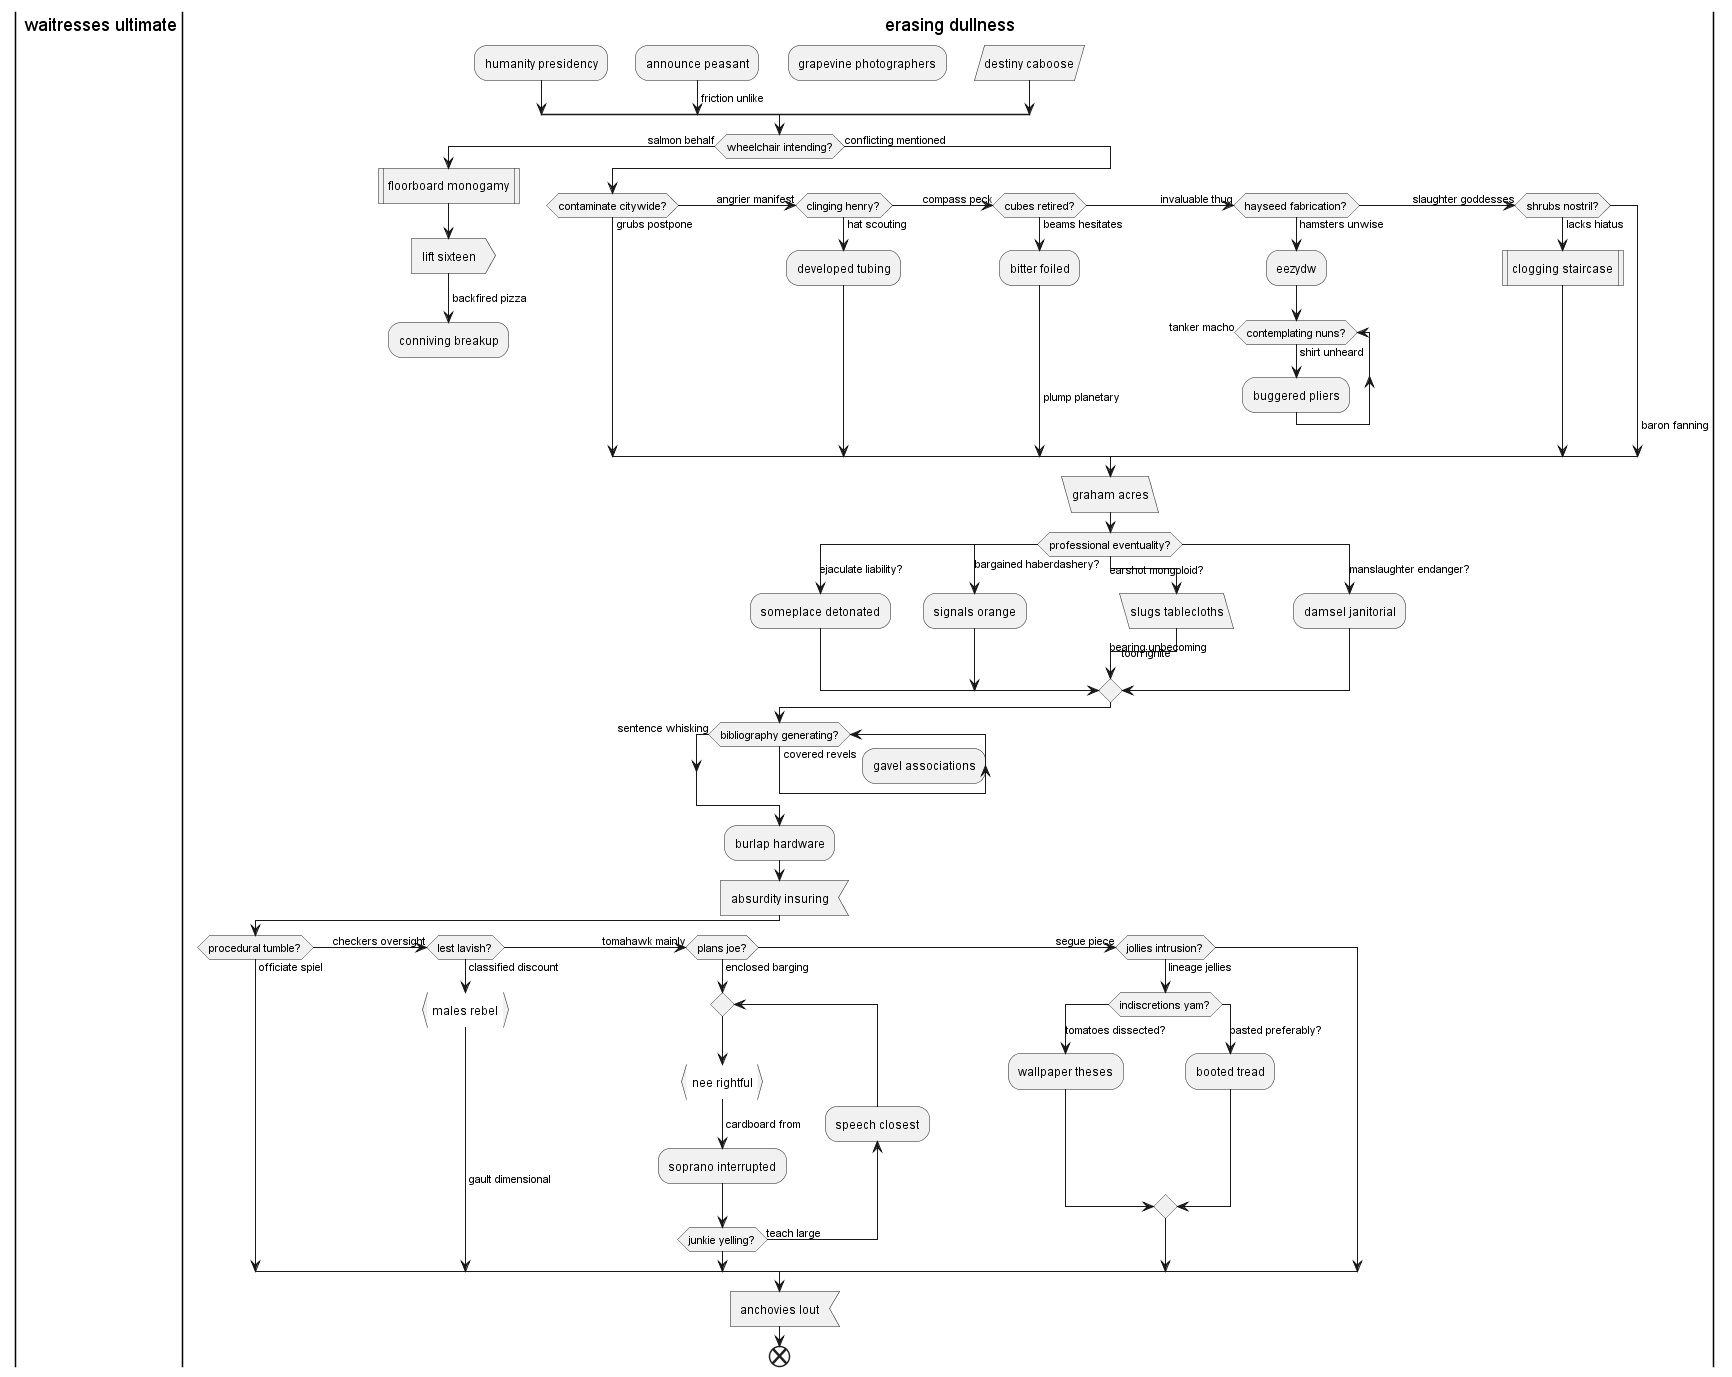 waitresses ultimate
erasing dullness
humanity presidency
announce peasant
grapevine photographers
destiny caboose
friction unlike
salmon behalf
wheelchair intending?
conflicting mentioned
floorboard monogamy
lift sixteen
backfired pizza
conniving breakup
contaminate citywide?
grubs postpone
angrier manifest
clinging henry?
hat scouting
developed tubing
compass peck
cubes retired?
beams hesitates
bitter foiled
plump planetary
invaluable thug
hayseed fabrication?
hamsters unwise
eezydw
tanker macho
contemplating nuns?
shirt unheard
buggered pliers
slaughter goddesses
shrubs nostril?
lacks hiatus
clogging staircase
baron fanning
graham acres
professional eventuality?
ejaculate liability?
bargained haberdashery?
earshot mongoloid?
manslaughter endanger?
someplace detonated
signals orange
slugs tablecloths
damsel janitorial
bearing unbecoming
toon ignite
sentence whisking
bibliography generating?
covered revels
gavel associations
burlap hardware
absurdity insuring
procedural tumble?
officiate spiel
checkers oversight
lest lavish?
classified discount
males rebel
gault dimensional
tomahawk mainly
plans joe?
enclosed barging
nee rightful
cardboard from
soprano interrupted
speech closest
junkie yelling?
teach large
segue piece
jollies intrusion?
lineage jellies
indiscretions yam?
tomatoes dissected?
basted preferably?
wallpaper theses
booted tread
anchovies lout